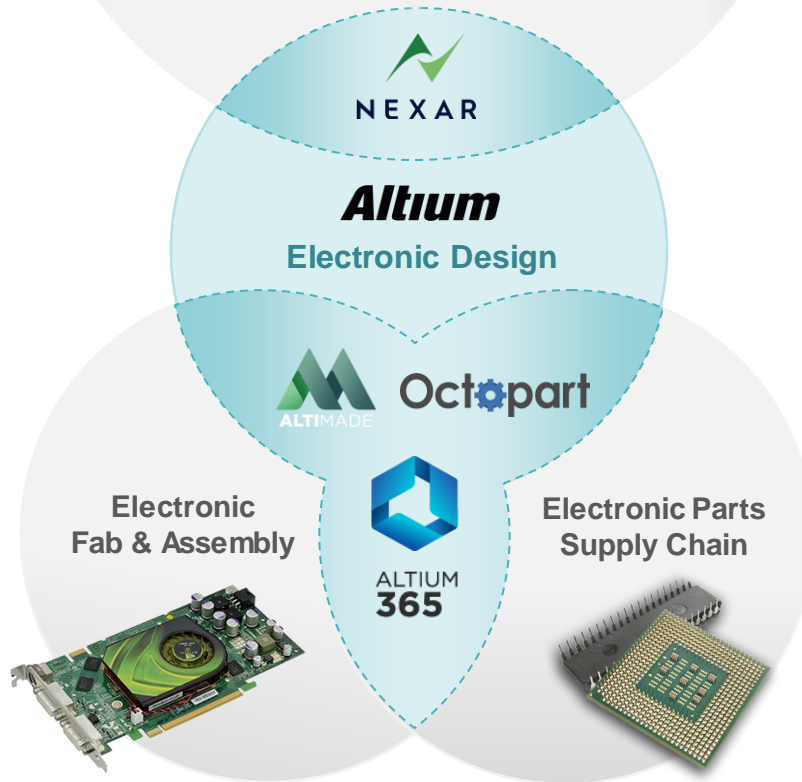 NEXAR
Altium
Electronic Design
ALTIMADE
Octopart
Electronic
Fab & Assembly
Electronic Parts
Supply Chain
ALTIUM
365